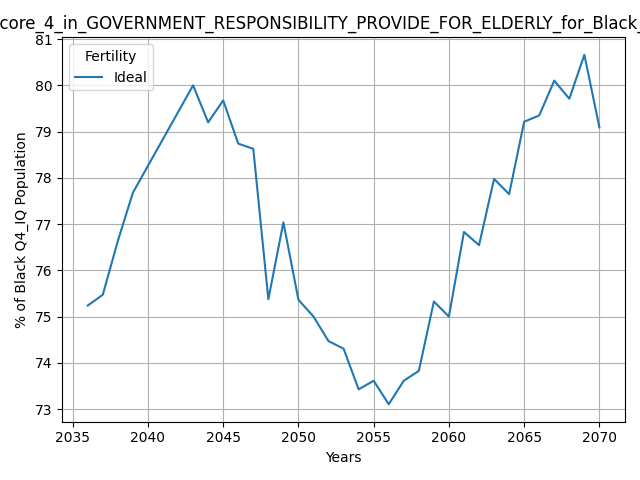 core_4_in_GOVERNMENT_RESPONSIBILITY_PROVIDE_FOR_ELDERLY_for_Black_
Fertility
Ideal
81
80
79
78
77
76
75
74
73
% of Black Q4_IQ Population
2035 2040 2045 2050 2055 2060 2065 2070
Years